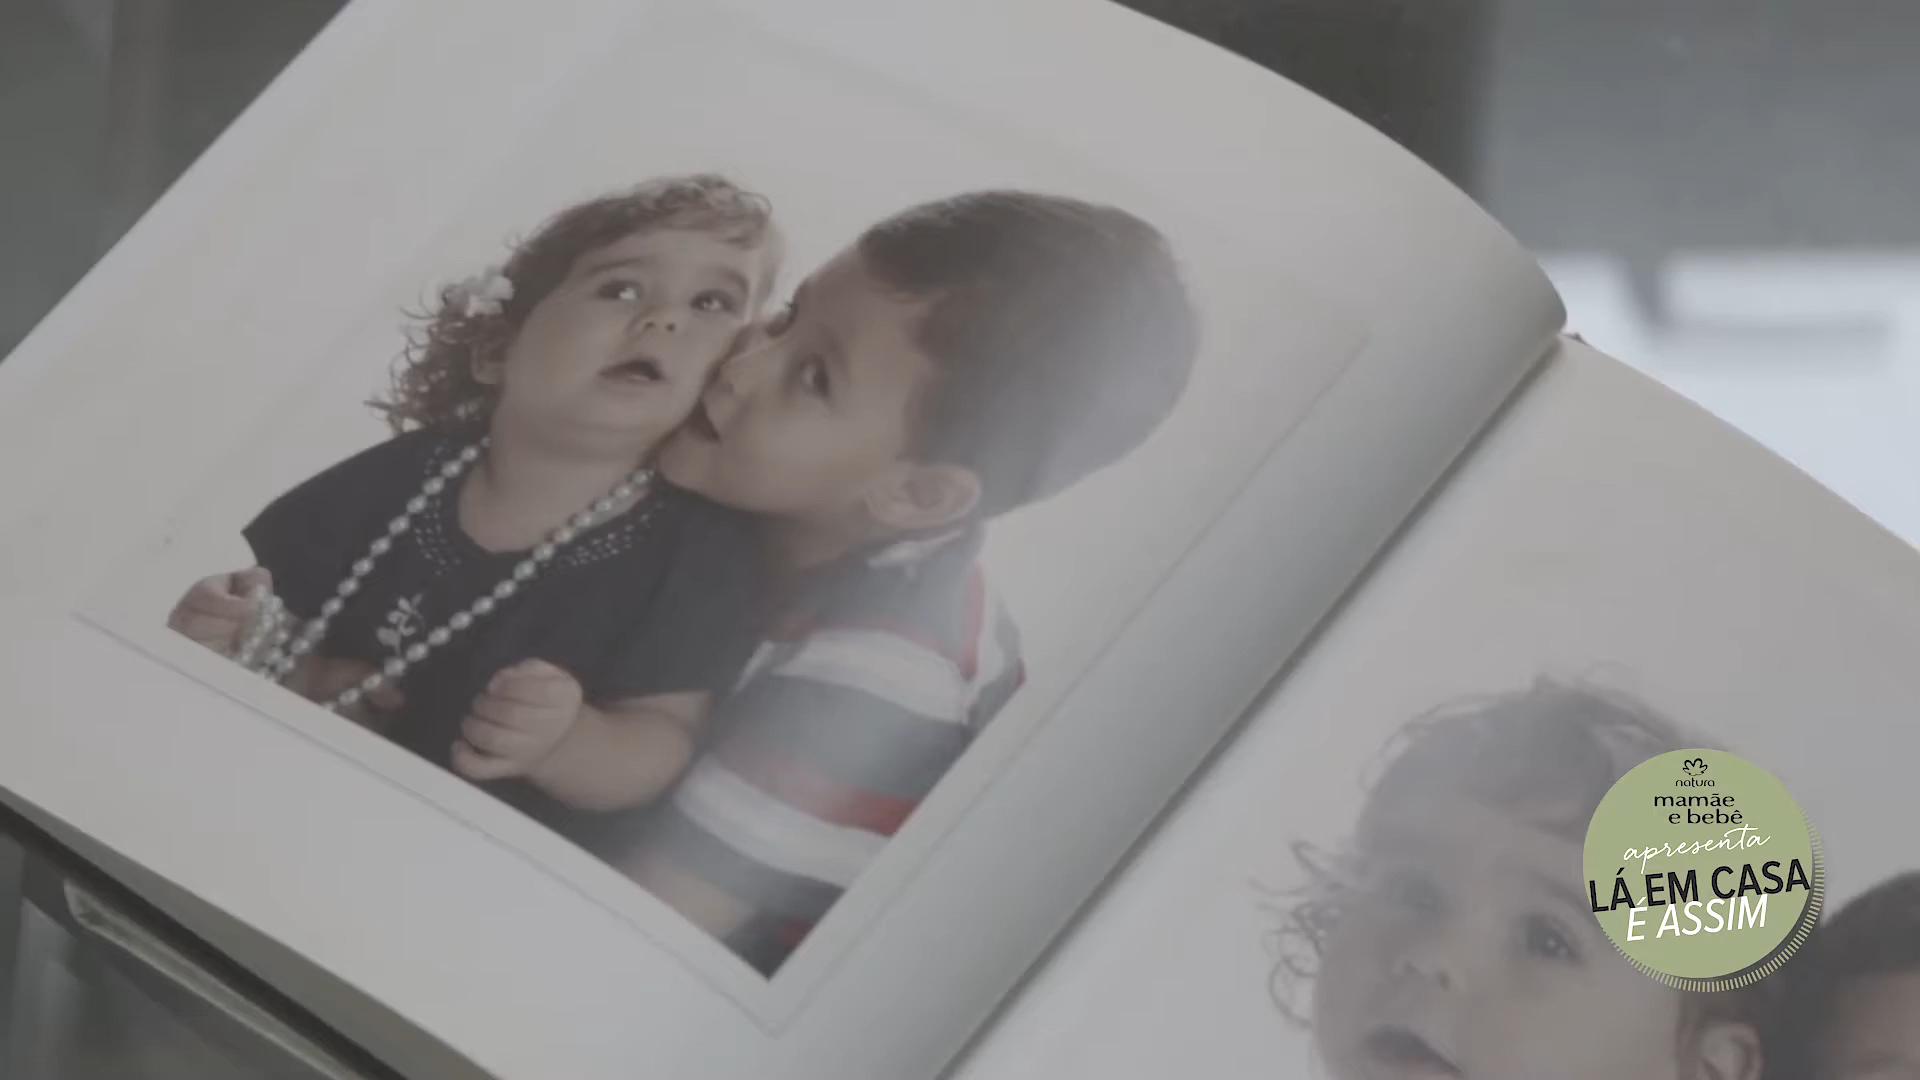 natura
mamãe
e bebê
apresenta
LÁ EM CASA
É ASSIM